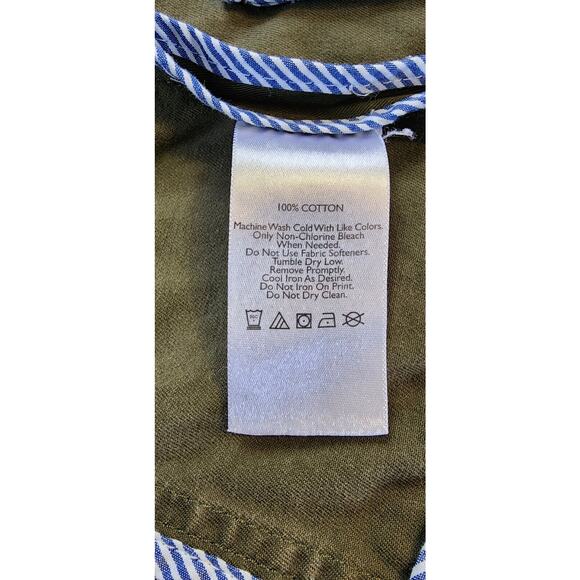 100% COTTON
Machine Wash Cold With Like Colors.
Only Non-Chlorine Bleach
When Needed.
Do Not Use Fabric Softeners.
Tumble Dry Low.
Remove Promptly.
Cool Iron As Desired.
Do Not Iron On Print.
Do Not Dry Clean.